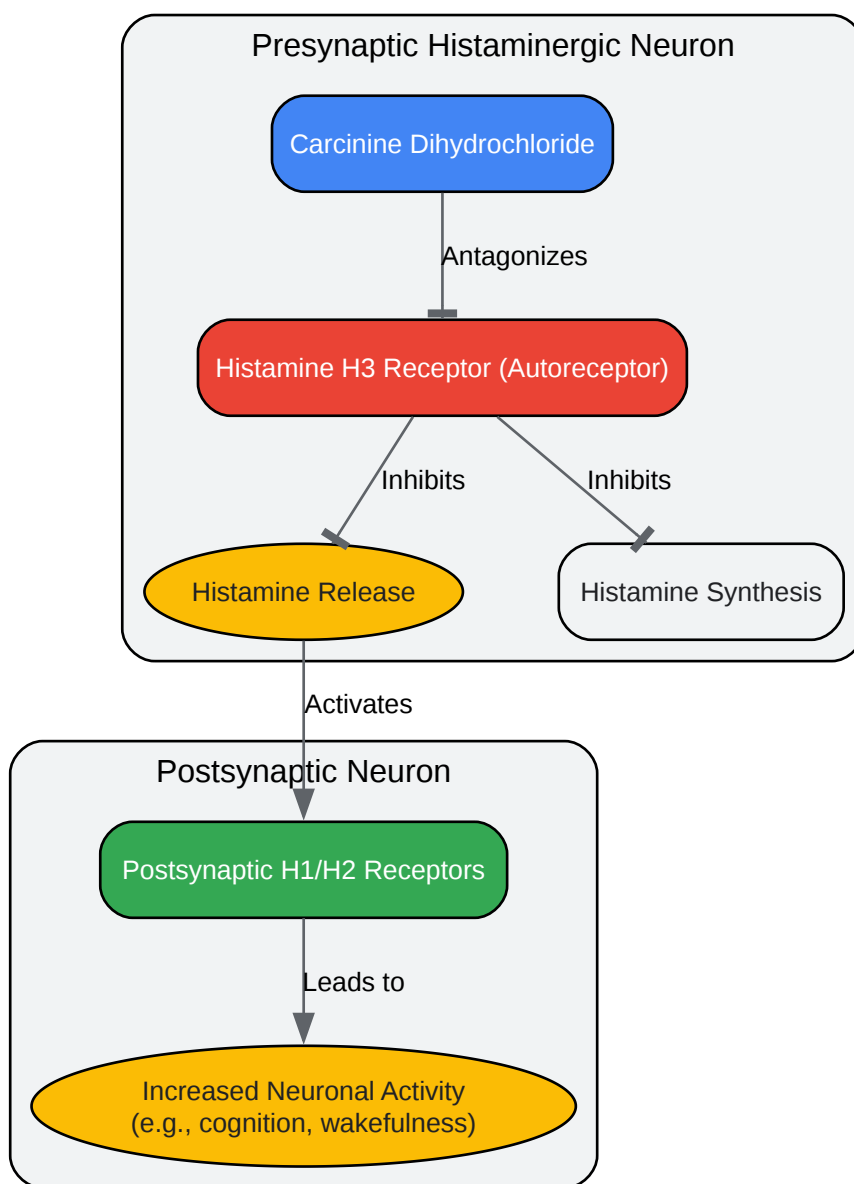 Presynaptic Histaminergic Neuron
Carcinine Dihydrochloride
Antagonizes
Histamine H3 Receptor (Autoreceptor)
Inhibits
Inhibits
Histamine Release
Histamine Synthesis
Activates
Postsynaptic Neuron
Postsynaptic H1/H2 Receptors
Leads to
Increased Neuronal Activity
(e.g., cognition, wakefulness)